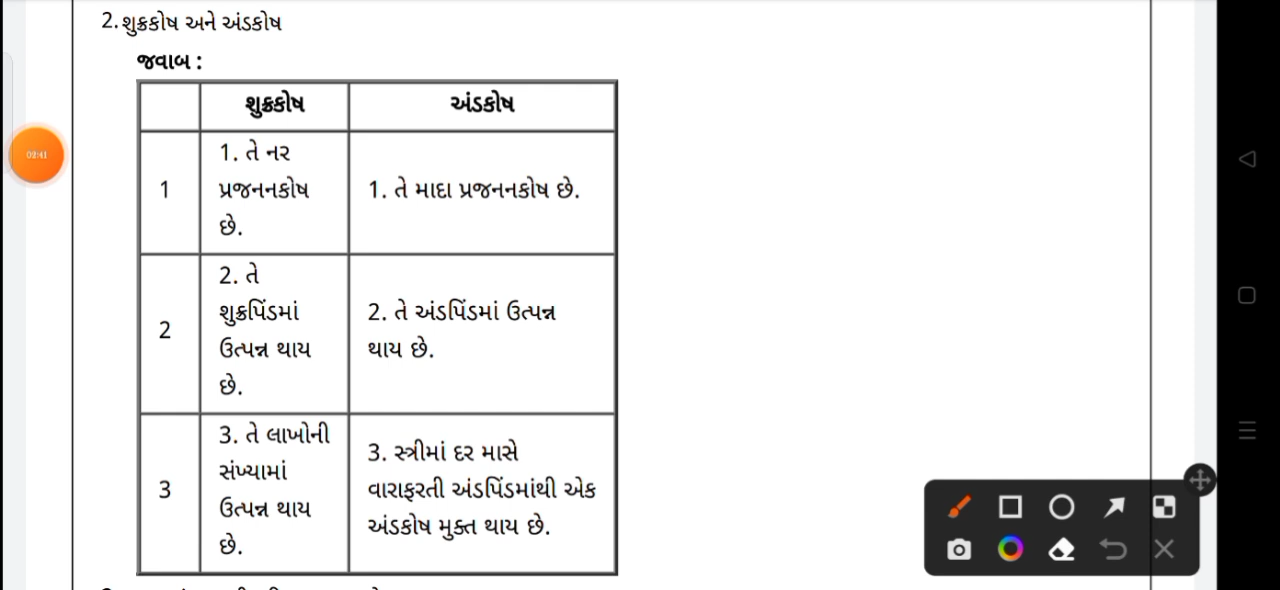 2. શુક્રકોષ અને અંડકોષ
જવાબ :
શુક્રકોષ
અંડકોષ
1
1. તે નર
પ્રજનનકોષ
છે.
1. તે માદા પ્રજનનકોષ છે.
2
2. તે
શુક્રપિંડમાં
ઉત્પન્ન થાય
છે.
2. તે અંડપિંડમાં ઉત્પન્ન
થાય છે.
3
3. તે લાખોની
સંખ્યામાં
ઉત્પન્ન થાય
છે.
3. સ્ત્રીમાં દર માસે
વારાફરતી અંડપિંડમાંથી એક
અંડકોષ મુક્ત થાય છે.